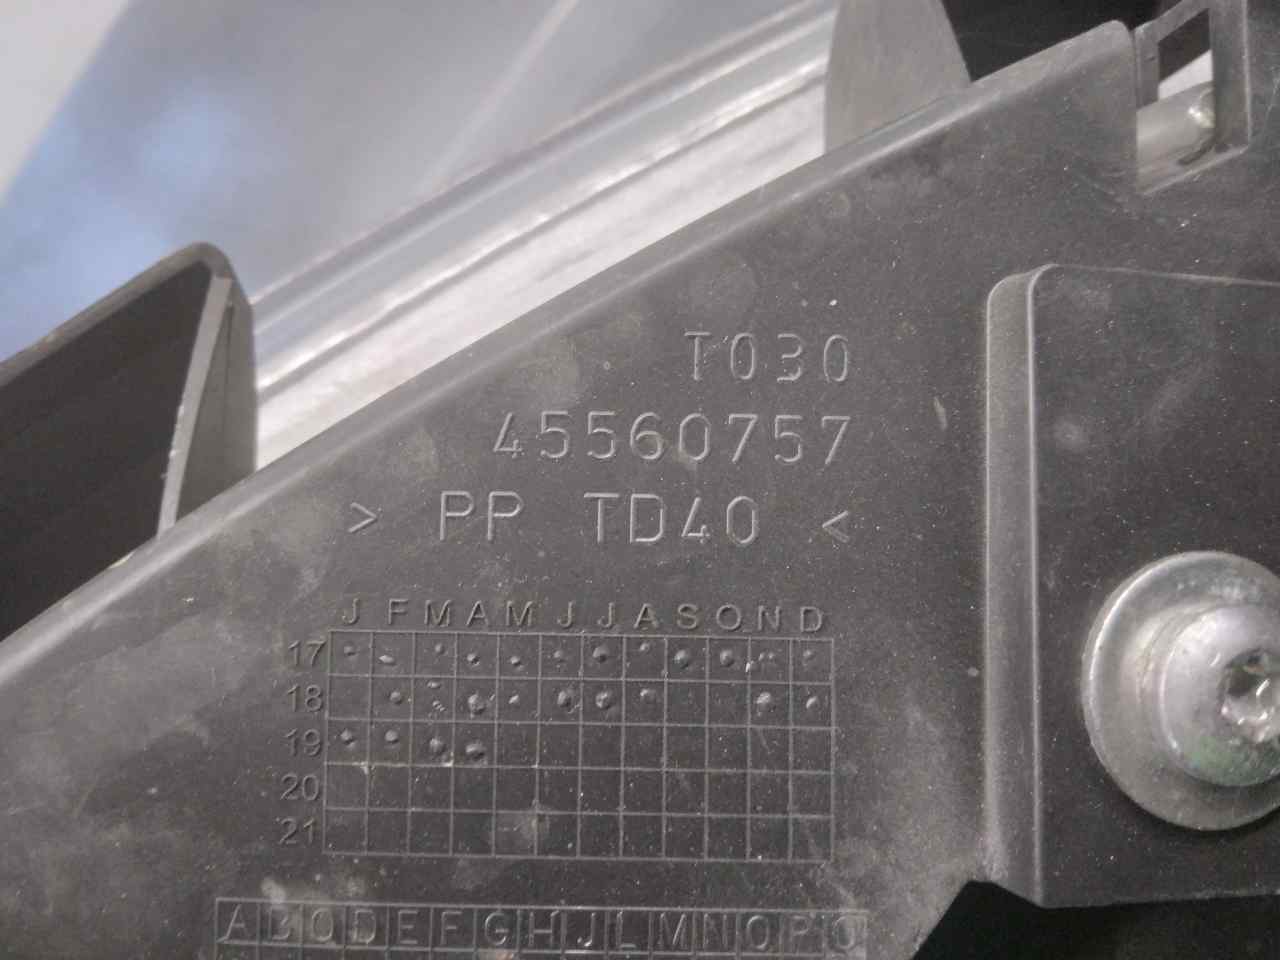 T030
45560757
> PP TD40 <
J F M A M J J A S O N D
17
18
19
20
21
A B C D E F G H J L M N O P Q